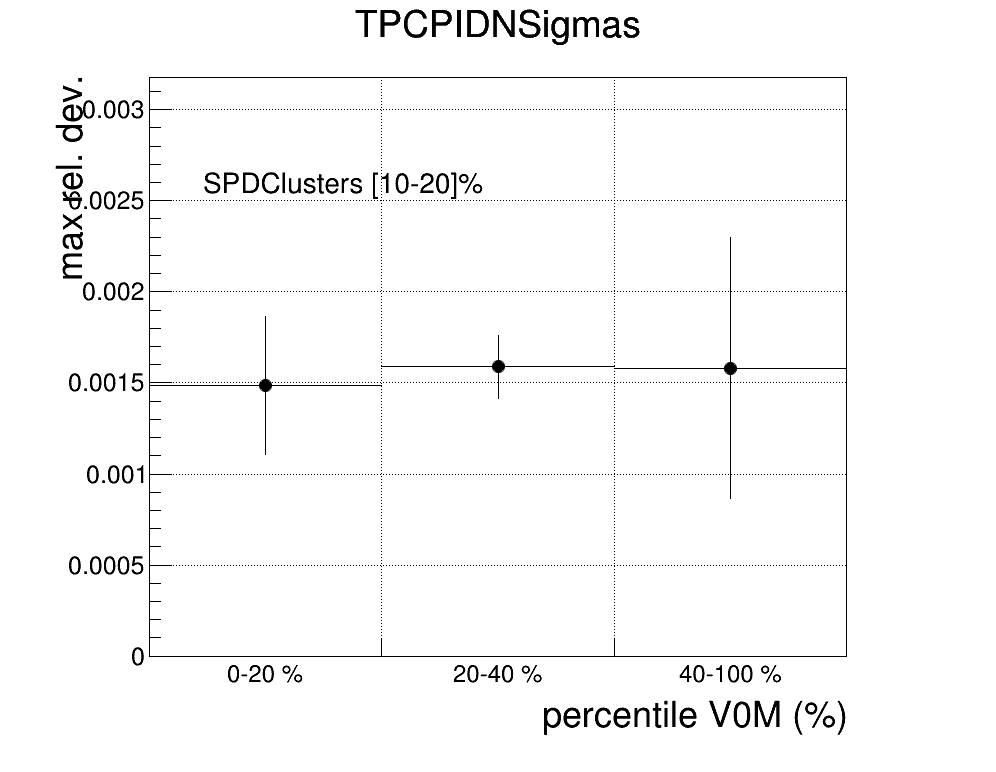 TPCPIDNSigmas
max rel. dev.
0.003
SPDClusters [10-20]%
0.0025
0.002
0.0015
0.001
0.0005
0
0-20 %
20-40 %
40-100 %
percentile V0M (%)